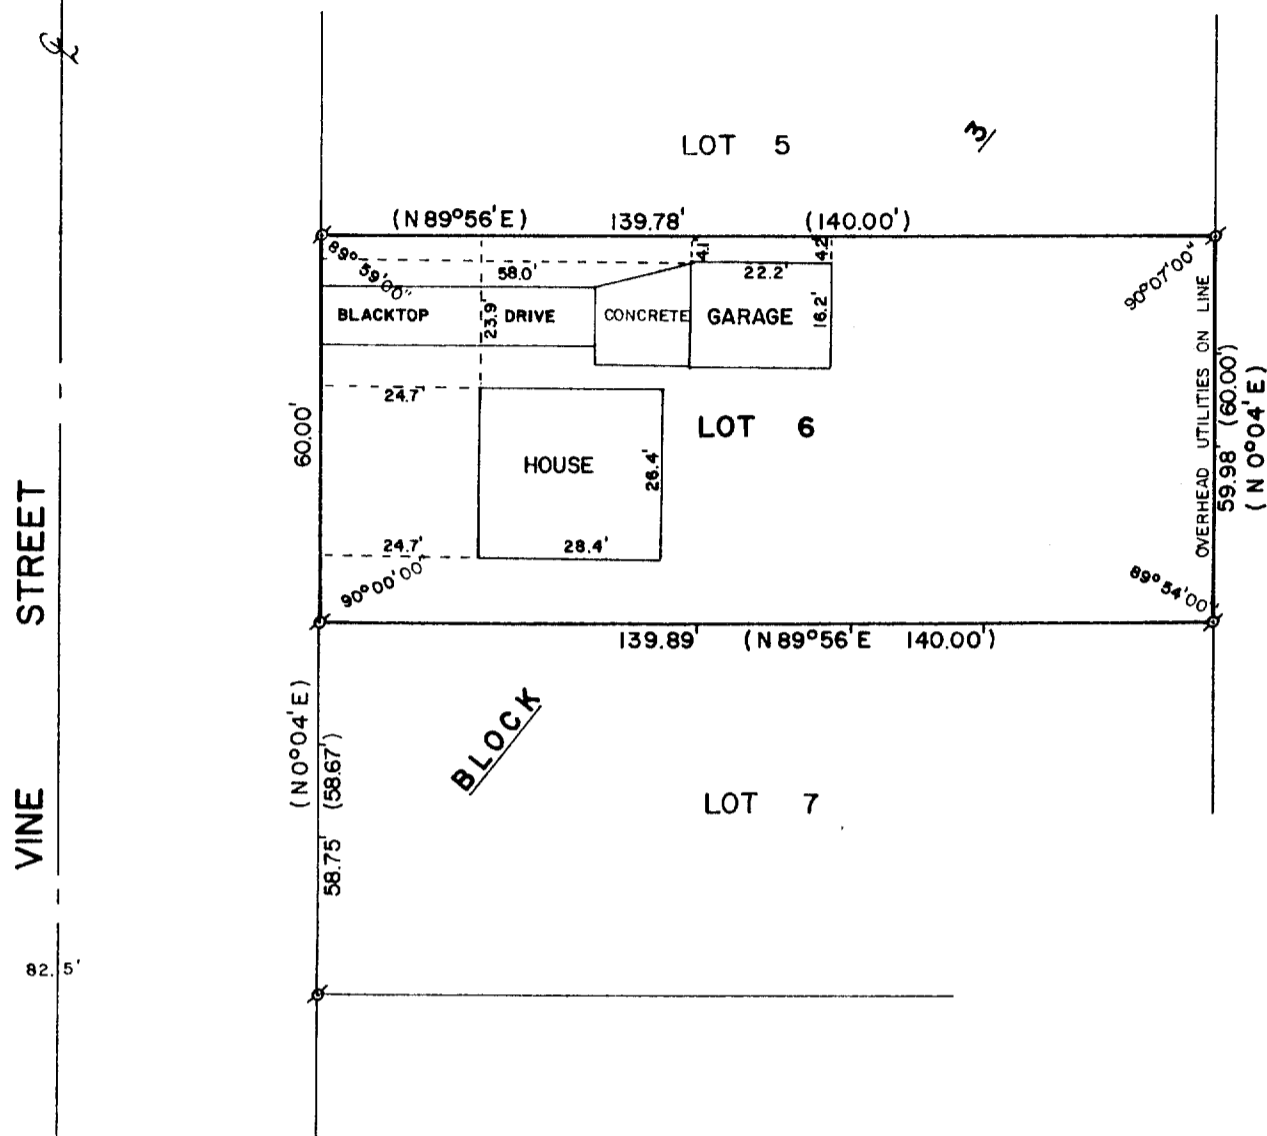 ℄
LOT 5
3
(N 89°56'E) 139.78' (140.00')
89°59'00"
4.1'
4.2'
90°07'00"
58.0'
22.2'
BLACKTOP DRIVE
23.9'
CONCRETE
GARAGE
16.2'
OVERHEAD UTILITIES ON LINE
59.98' (60.00')
(N 0°04'E)
24.7'
60.00'
LOT 6
HOUSE
26.4'
24.7'
28.4'
90°00'00"
89°54'00"
139.89' (N 89°56'E 140.00')
VINE STREET
(N 0°04'E)
58.75' (58.67')
BLOCK
LOT 7
82.5'